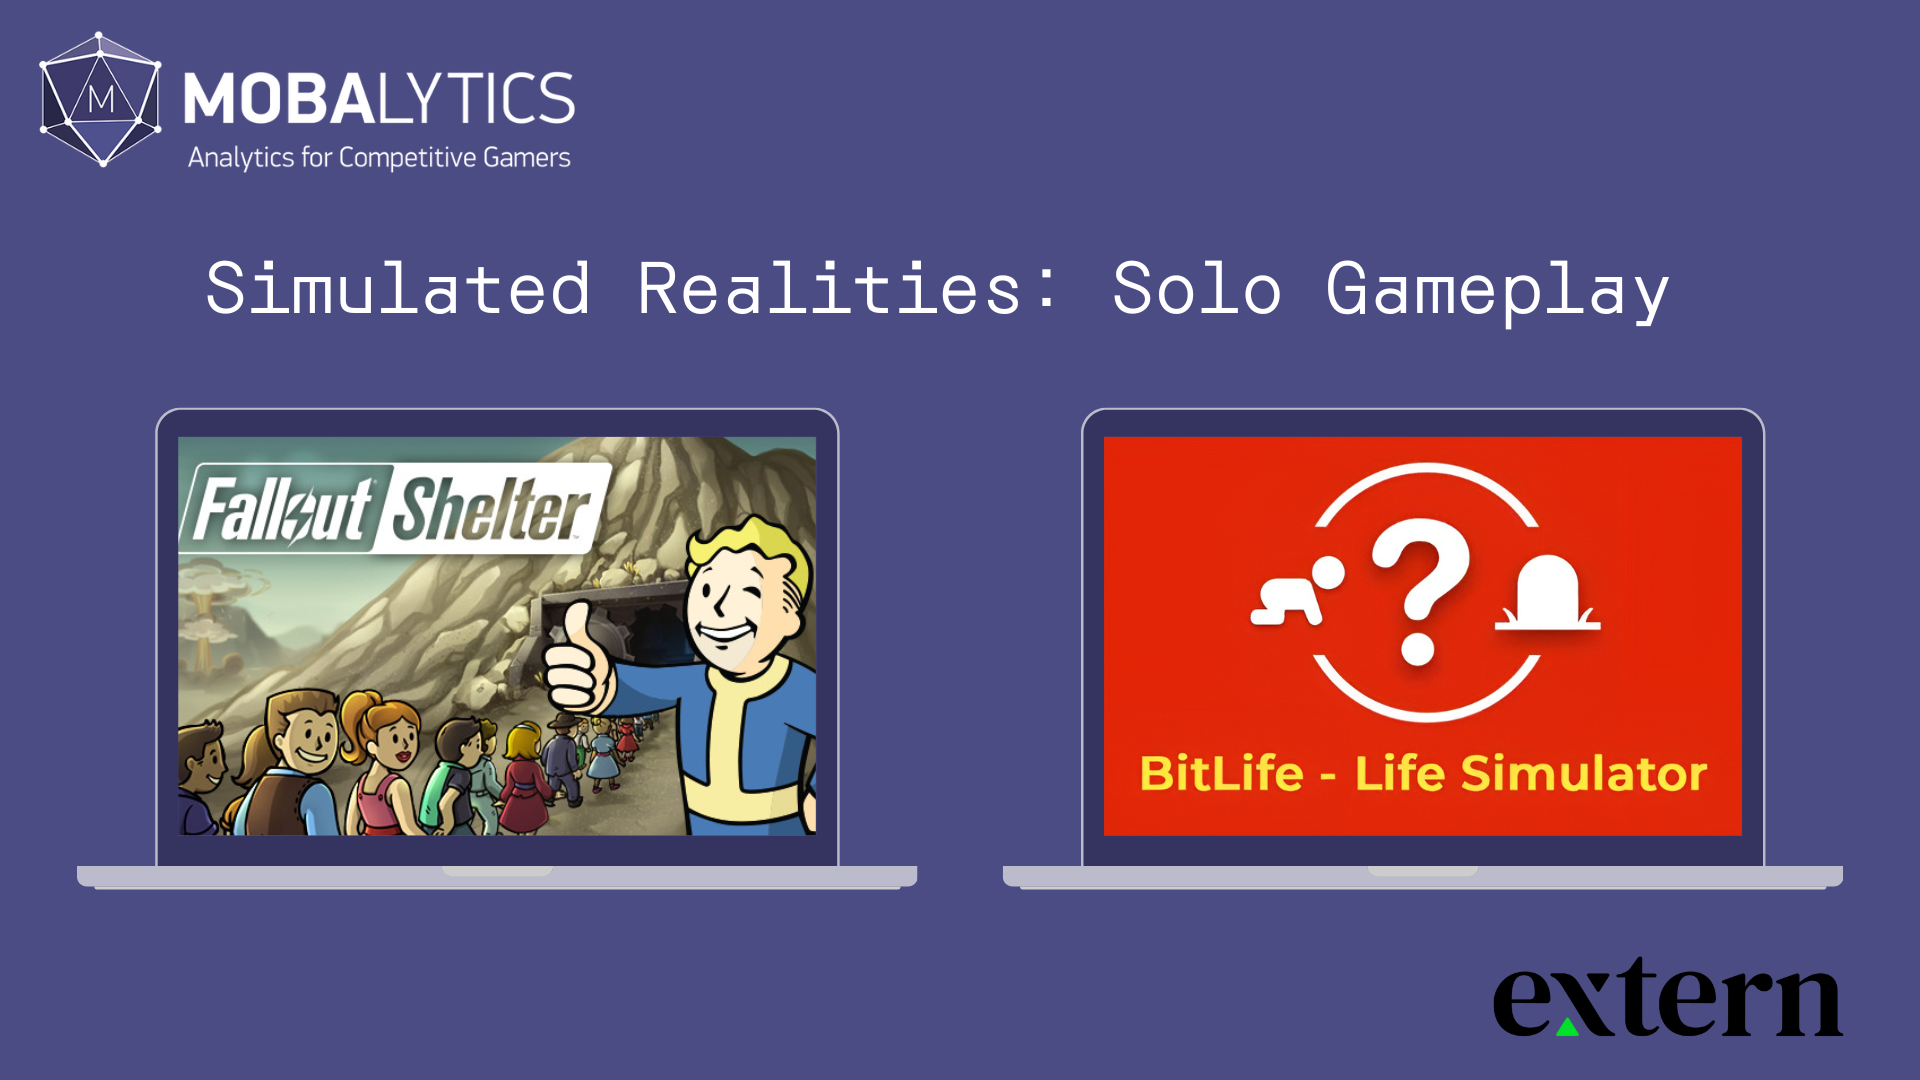 M
MOBALYTICS
Analytics for Competitive Gamers
Simulated Realities: Solo Gameplay
Fallout Shelter
?
BitLife - Life Simulator
extern